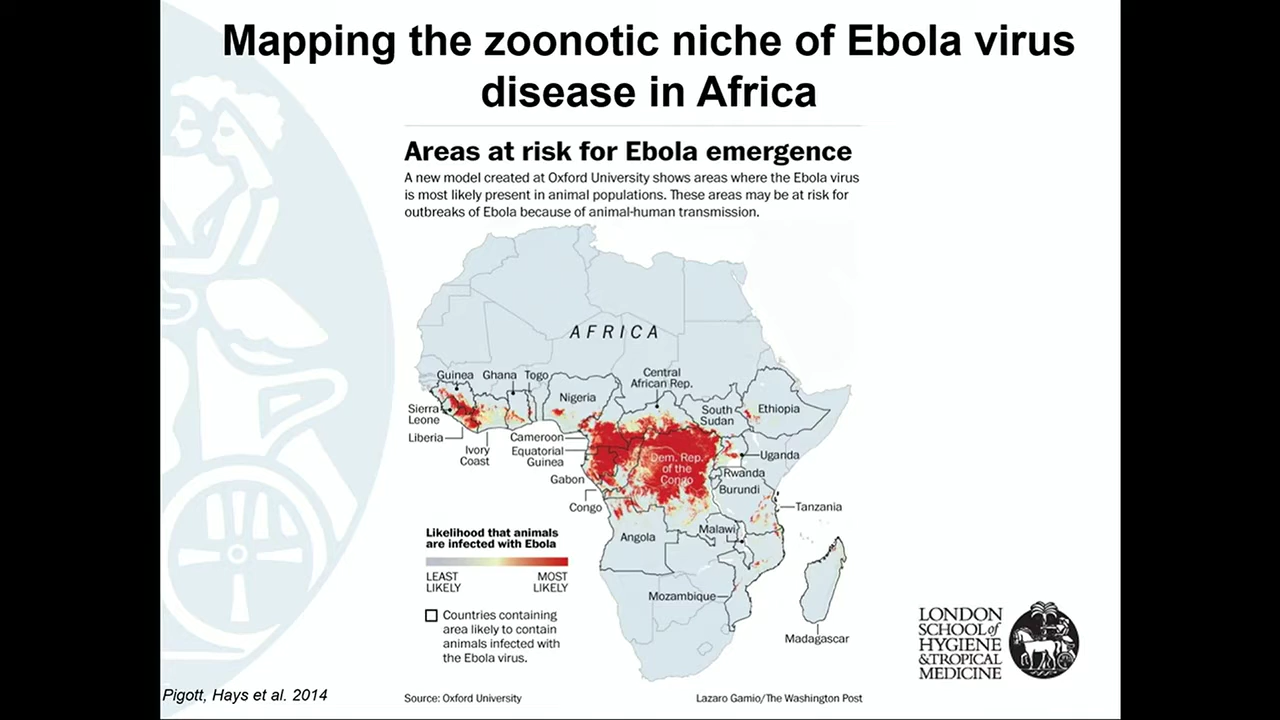 Mapping the zoonotic niche of Ebola virus
disease in Africa
Areas at risk for Ebola emergence
A new model created at Oxford University shows areas where the Ebola virus
is most likely present in animal populations. These areas may be at risk for
outbreaks of Ebola because of animal-human transmission.
AFRICA
Guinea
Ghana
Togo
Central
African Rep.
Nigeria
Sierra
Leone
South
Sudan
Ethiopia
Liberia
Ivory
Coast
Cameroon
Equatorial
Guinea
Dem. Rep.
of the
Congo
Uganda
Gabon
Rwanda
Burundi
Congo
Tanzania
Angola
Malawi
Mozambique
Madagascar
Likelihood that animals
are infected with Ebola
LEAST
LIKELY
MOST
LIKELY
Countries containing
area likely to contain
animals infected with
the Ebola virus.
LONDON
SCHOOL of
HYGIENE
& TROPICAL
MEDICINE
Pigott, Hays et al. 2014
Source: Oxford University
Lazaro Gamio/The Washington Post